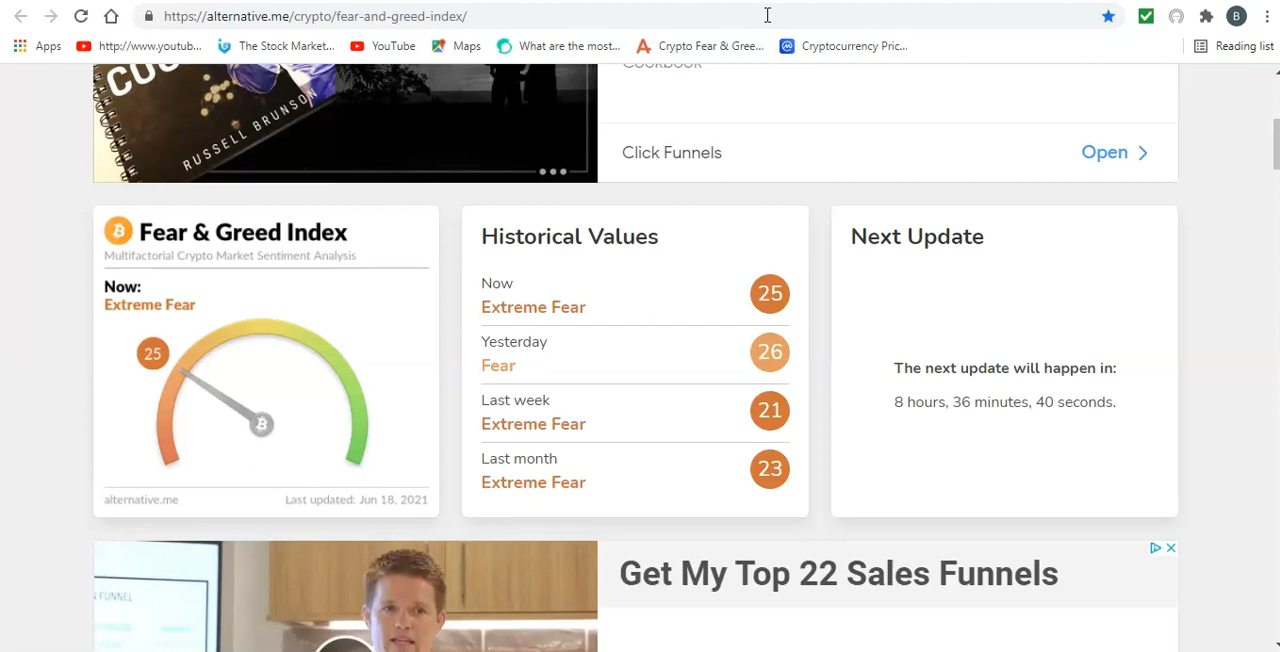 https://alternative.me/crypto/fear-and-greed-index/
B
Apps
http://www.youtub...
The Stock Market...
YouTube
Maps
What are the most...
Crypto Fear & Gree...
Cryptocurrency Pric...
Reading list
RUSSELL BRUNSON
Cookbook
Click Funnels
Open
Fear & Greed Index
Multifactorial Crypto Market Sentiment Analysis
Now:
Extreme Fear
25
alternative.me
Last updated: Jun 18, 2021
Historical Values
Now
Extreme Fear
25
Yesterday
Fear
26
Last week
Extreme Fear
21
Last month
Extreme Fear
23
Next Update
The next update will happen in:
8 hours, 36 minutes, 40 seconds.
Get My Top 22 Sales Funnels